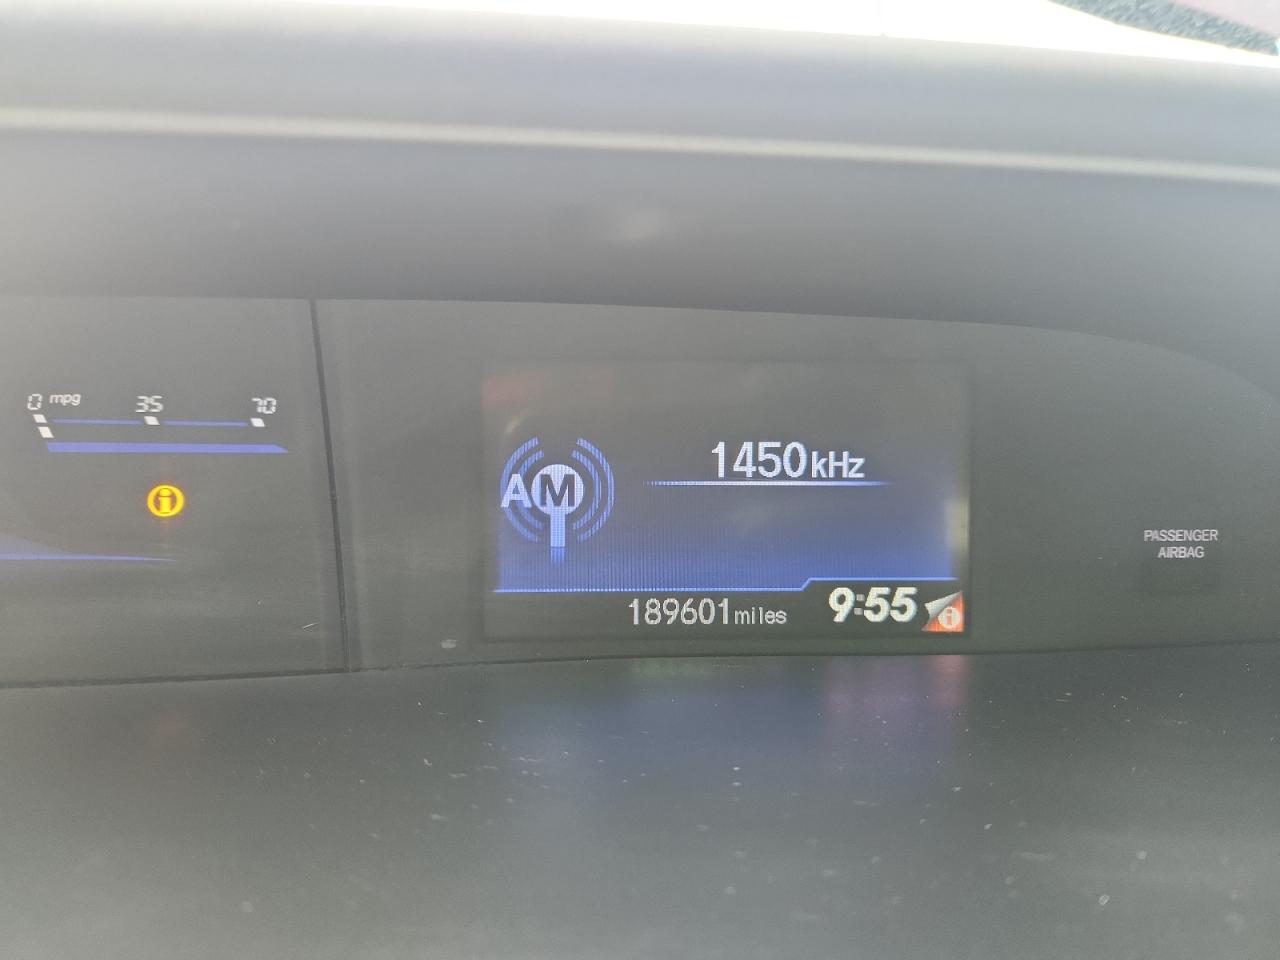 0 mpg 35 70
AM
1450kHz
189601miles 9:55
PASSENGER
AIRBAG